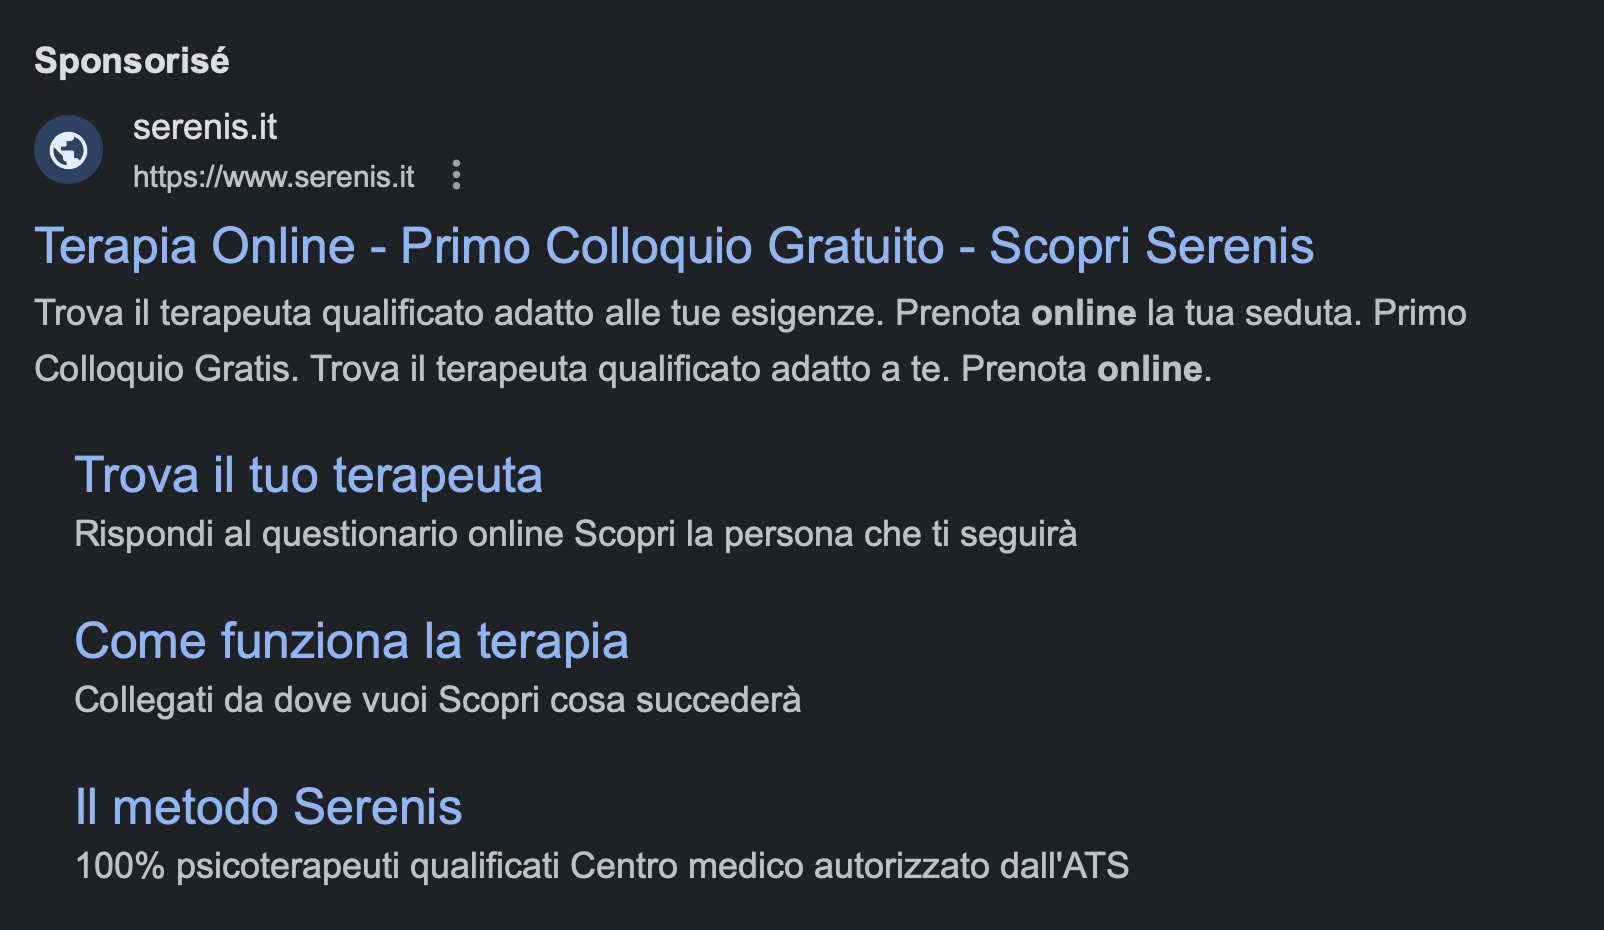 Sponsorisé
serenis.it
https://www.serenis.it
Terapia Online - Primo Colloquio Gratuito - Scopri Serenis
Trova il terapeuta qualificato adatto alle tue esigenze. Prenota online la tua seduta. Primo
Colloquio Gratis. Trova il terapeuta qualificato adatto a te. Prenota online.
Trova il tuo terapeuta
Rispondi al questionario online Scopri la persona che ti seguirà
Come funziona la terapia
Collegati da dove vuoi Scopri cosa succederà
Il metodo Serenis
100% psicoterapeuti qualificati Centro medico autorizzato dall'ATS